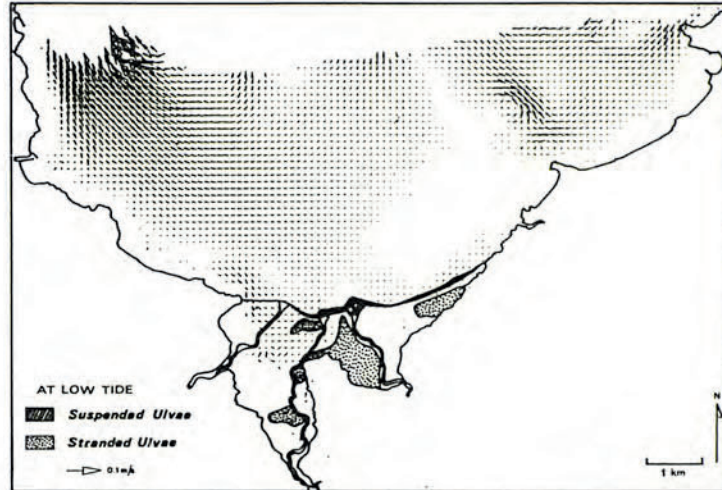 N
AT LOW TIDE
Suspended Ulvae
Stranded Ulvae
0.1 m/s
1 km